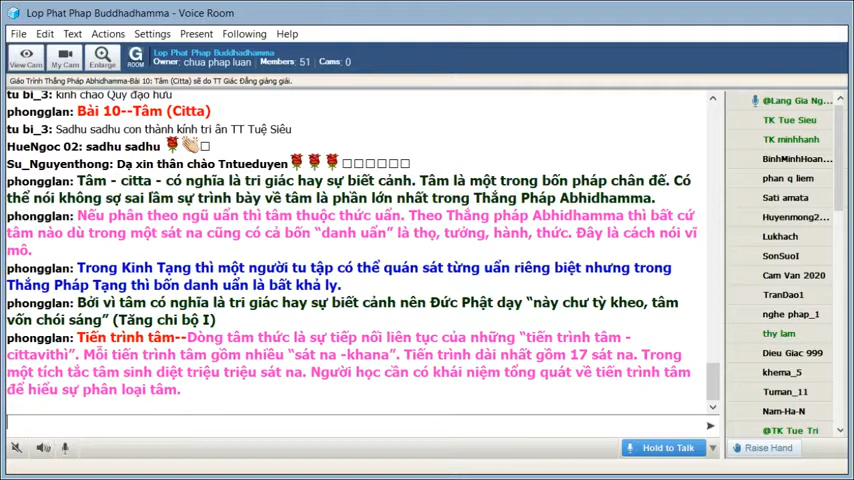 Lop Phat Phap Buddhadhamma - Voice Room
File Edit Text Actions Settings Present Following Help
View Cam My Cam Enlarge G ROOM
Lop Phat Phap Buddhadhamma
Owner: chua phap luan Members: 51 Cams: 0
Giáo Trình Thắng Pháp Abhidhamma-Bài 10: Tâm (Citta) sẽ do TT Giác Đẳng giảng giải.
tu bi_3: kính chào Quý đạo hữu
phongglan: Bài 10--Tâm (Citta)
tu bi_3: Sadhu sadhu con thành kính tri ân TT Tuệ Siêu
HueNgoc 02: sadhu sadhu 🌹👏🏻□
Su_Nguyenthong: Dạ xin thân chào Tntueduyen 🌹🌹🌹□□□□□□
phongglan: Tâm - citta - có nghĩa là tri giác hay sự biết cảnh. Tâm là một trong bốn pháp chân đế. Có
thể nói không sợ sai lầm sự trình bày về tâm là phần lớn nhất trong Thắng Pháp Abhidhamma.
phongglan: Nếu phân theo ngũ uẩn thì tâm thuộc thức uẩn. Theo Thắng pháp Abhidhamma thì bất cứ
tâm nào dù trong một sát na cũng có cả bốn “danh uẩn” là thọ, tưởng, hành, thức. Đây là cách nói vĩ
mô.
phongglan: Trong Kinh Tạng thì một người tu tập có thể quán sát từng uẩn riêng biệt nhưng trong
Thắng Pháp Tạng thì bốn danh uẩn là bất khả ly.
phongglan: Bởi vì tâm có nghĩa là tri giác hay sự biết cảnh nên Đức Phật dạy “này chư tỳ kheo, tâm
vốn chói sáng” (Tăng chi bộ I)
phongglan: Tiến trình tâm--Dòng tâm thức là sự tiếp nối liên tục của những “tiến trình tâm -
cittavithì”. Mỗi tiến trình tâm gồm nhiều “sát na -khana”. Tiến trình dài nhất gồm 17 sát na. Trong
một tích tắc tâm sinh diệt triệu triệu sát na. Người học cần có khái niệm tổng quát về tiến trình tâm
để hiểu sự phân loại tâm.
Hold to Talk
Raise Hand
@Lang Gia Ng...
TK Tue Sieu
TK minhhanh
BinhMinhHoan...
phan q liem
Sati amata
Huyenmong2...
Lukhach
SonSuoI
Cam Van 2020
TranDao1
nghe phap_1
thy lam
Dieu Giac 999
khema_5
Tuman_11
Nam-Ha-N
@TK Tue Tri